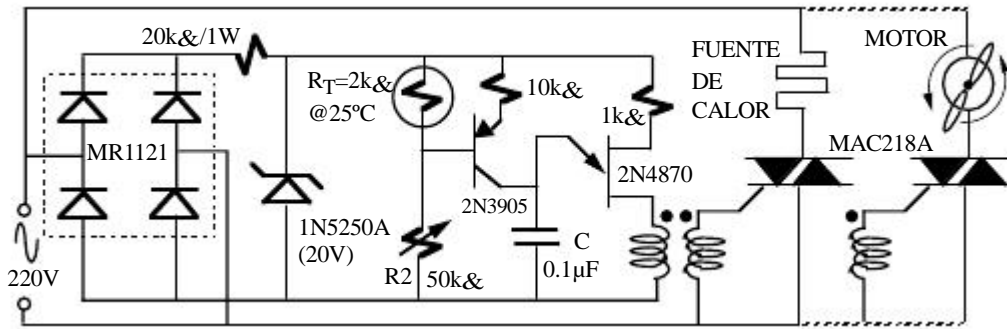 20k&/1W
MR1121
220V
1N5250A
(20V)
RT=2k&
@25ºC
10k&
2N3905
R2
50k&
C
0.1µF
1k&
2N4870
FUENTE
DE
CALOR
MAC218A
MOTOR